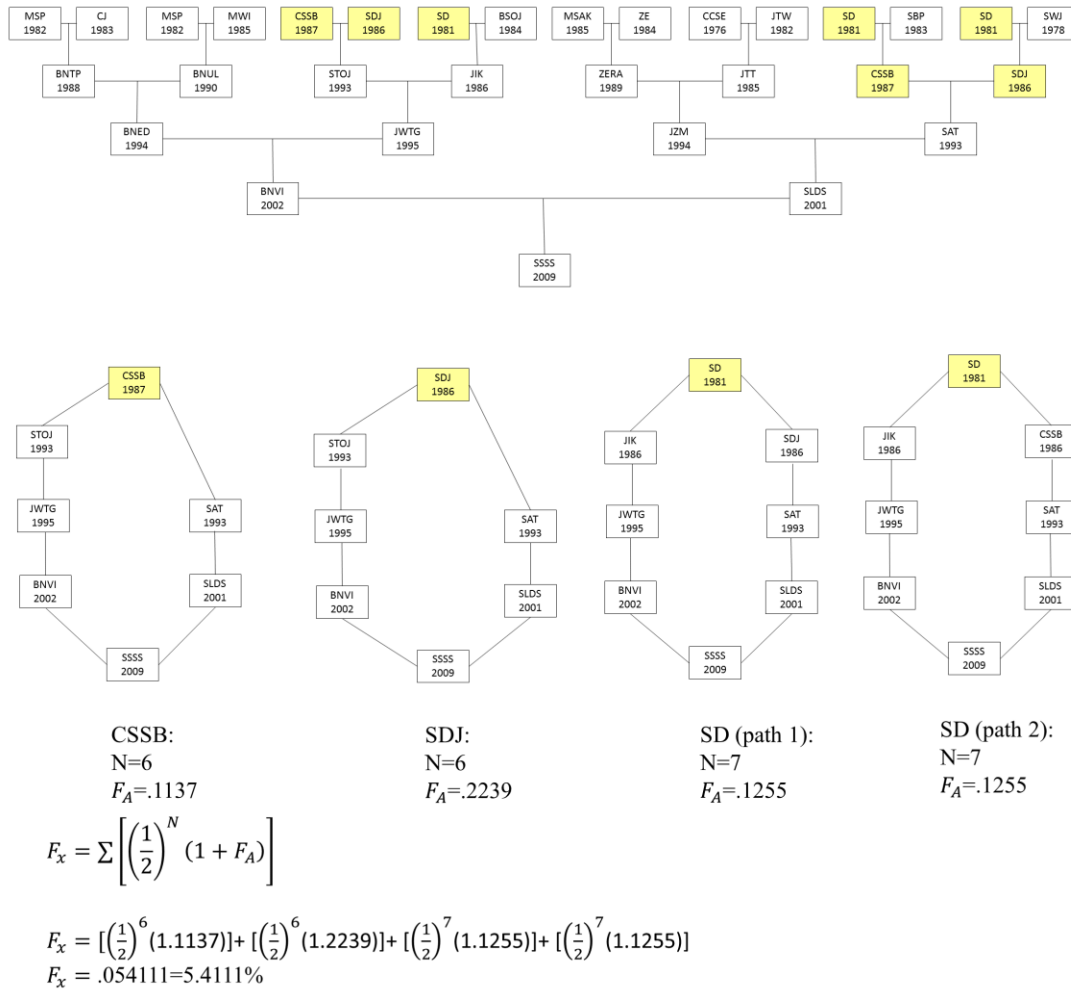 MSP CJ MSP MWI CSSB SDJ SD BSOJ MSAK ZE CCSE JTW SD SBP SD SWJ
1982 1983 1982 1985 1987 1986 1981 1984 1985 1984 1976 1982 1981 1983 1981 1978
BNTP BNUL STOJ JIK ZERA JTT CSSB SDJ
1988 1990 1993 1986 1989 1985 1987 1986
BNED JWTG JZM SAT
1994 1995 1994 1993
BNVI SLDS
2002 2001
SSSS
2009
CSSB
1987
STOJ
1993
JWTG SAT
1995 1993
BNVI SLDS
2002 2001
SSSS
2009
SDJ
1986
STOJ
1993
JWTG SAT
1995 1993
BNVI SLDS
2002 2001
SSSS
2009
SD
1981
JIK SDJ
1986 1986
JWTG SAT
1995 1993
BNVI SLDS
2002 2001
SSSS
2009
SD
1981
JIK CSSB
1986 1986
JWTG SAT
1995 1993
BNVI SLDS
2002 2001
SSSS
2009
CSSB:
N=6
F_A=.1137
SDJ:
N=6
F_A=.2239
SD (path 1):
N=7
F_A=.1255
SD (path 2):
N=7
F_A=.1255
F_x = ∑[(1/2)^N (1 + F_A)]
F_x = [(1/2)^6(1.1137)]+ [(1/2)^6(1.2239)]+ [(1/2)^7(1.1255)]+ [(1/2)^7(1.1255)]
F_x = .054111=5.4111%